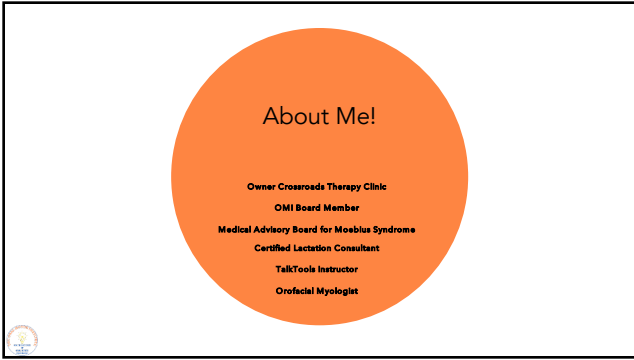 About Me!
Owner Crossroads Therapy Clinic
OMI Board Member
Medical Advisory Board for Moebius Syndrome
Certified Lactation Consultant
TalkTools Instructor
Orofacial Myologist